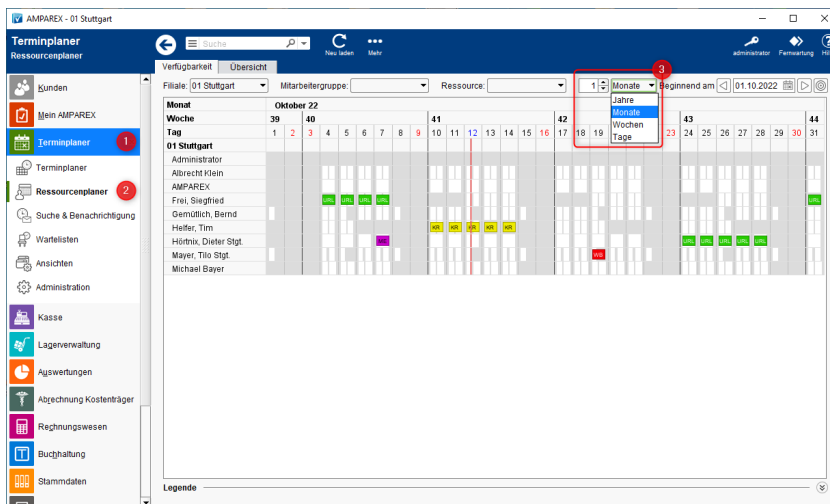 AMPAREX - 01 Stuttgart
Terminplaner
Ressourcenplaner
Suche
Neu laden
Mehr
administrator
Fernwartung
Verfügbarkeit
Übersicht
Filiale: 01 Stuttgart
Mitarbeitergruppe:
Ressource:
1
Monate
Beginnend am
01.10.2022
3
Jahre
Monate
Wochen
Tage
Kunden
Mein AMPAREX
Terminplaner 1
Terminplaner
Ressourcenplaner 2
Suche & Benachrichtigung
Wartelisten
Ansichten
Administration
Kasse
Lagerverwaltung
Auswertungen
Abrechnung Kostenträger
Rechnungswesen
Buchhaltung
Stammdaten
Monat Oktober 22
Woche 39 40 41 42 43 44
Tag 1 2 3 4 5 6 7 8 9 10 11 12 13 14 15 16 17 18 19 23 24 25 26 27 28 29 30 31
01 Stuttgart
Administrator
Albrecht Klein
AMPAREX
Frei, Siegfried URL URL URL URL URL
Gemütlich, Bernd
Helfer, Tim KR KR KR KR KR
Hörtnix, Dieter Stgt. URL URL URL URL URL
Mayer, Tilo Stgt. WB
Michael Bayer
Legende